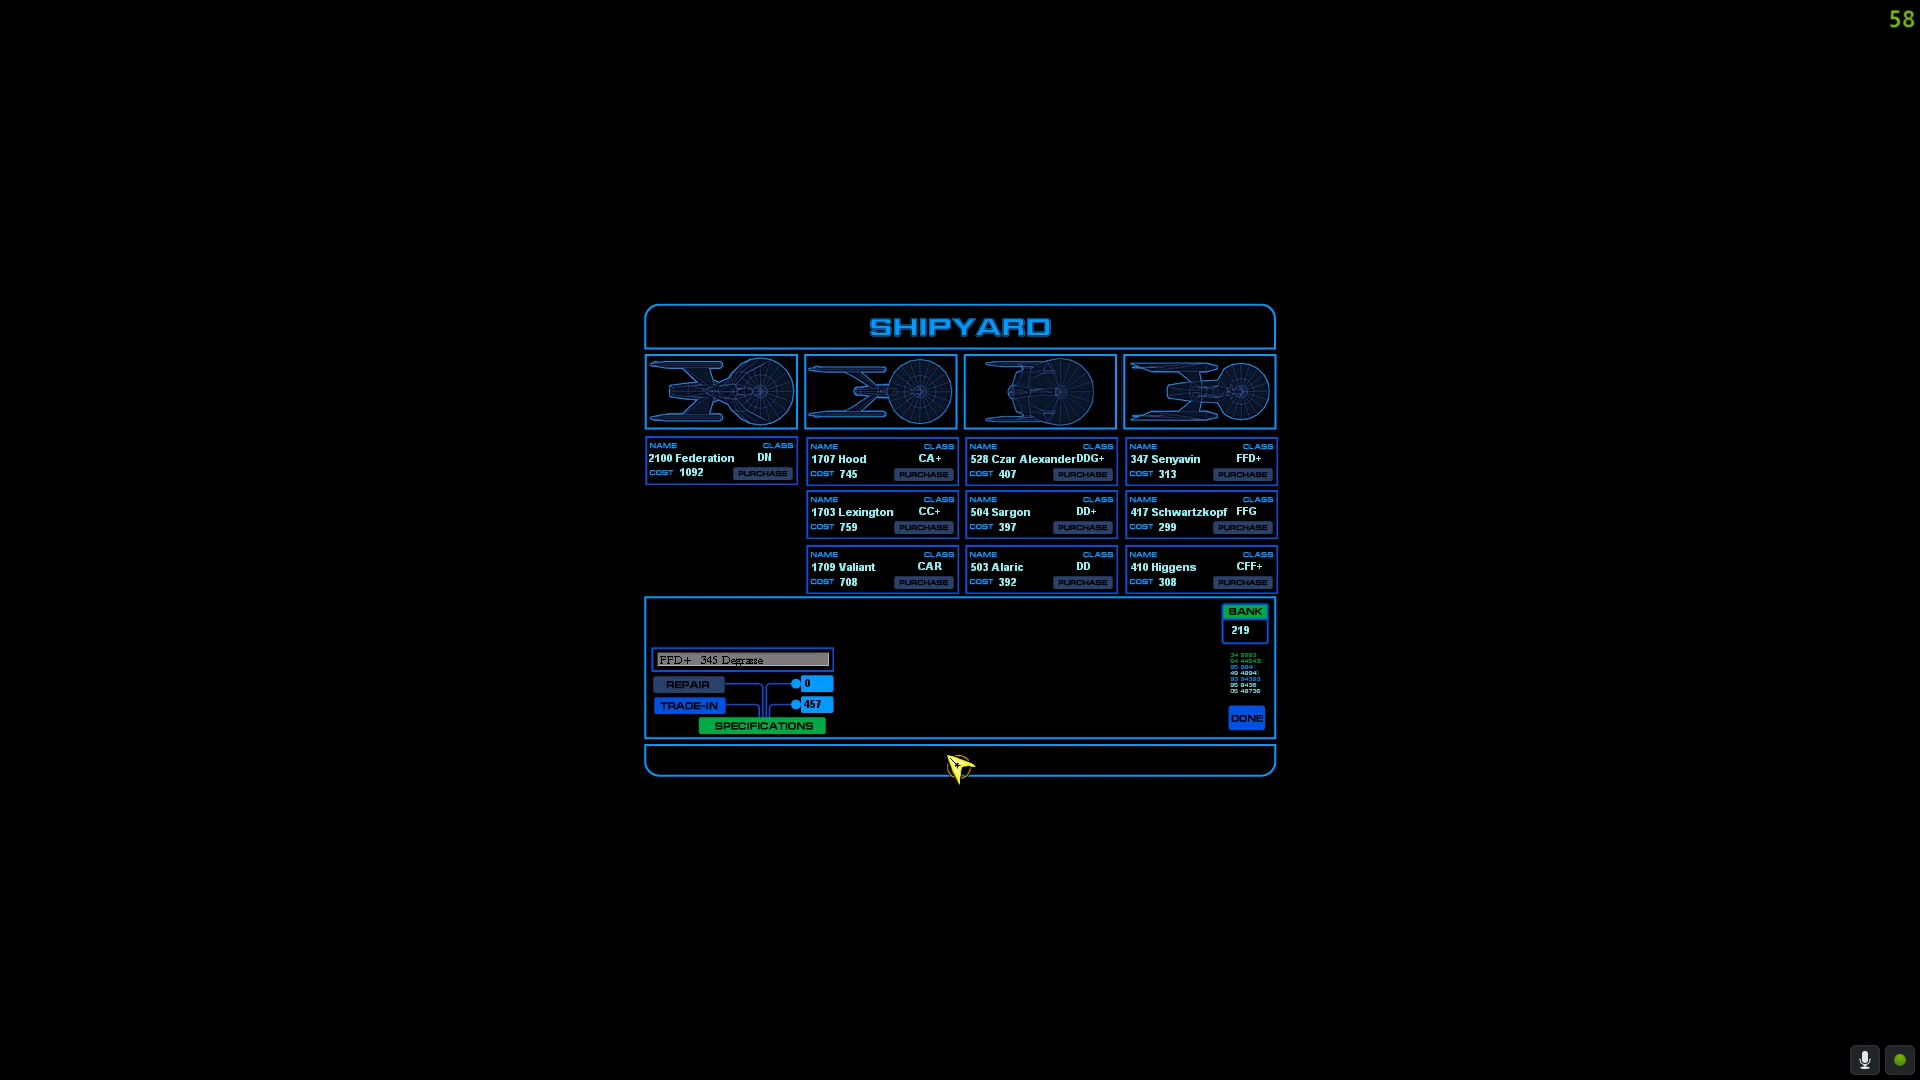 58
SHIPYARD
NAME CLASS
2100 Federation DN
COST 1092 PURCHASE
NAME CLASS
1707 Hood CA+
COST 745 PURCHASE
NAME CLASS
528 Czar AlexanderDDG+
COST 407 PURCHASE
NAME CLASS
347 Senyavin FFD+
COST 313 PURCHASE
NAME CLASS
1703 Lexington CC+
COST 759 PURCHASE
NAME CLASS
504 Sargon DD+
COST 397 PURCHASE
NAME CLASS
417 Schwartzkopf FFG
COST 299 PURCHASE
NAME CLASS
1709 Valiant CAR
COST 708 PURCHASE
NAME CLASS
503 Alaric DD
COST 392 PURCHASE
NAME CLASS
410 Higgens CFF+
COST 308 PURCHASE
BANK
219
FFD+ 345 Degrasse
REPAIR 0
TRADE-IN 457
SPECIFICATIONS
DONE